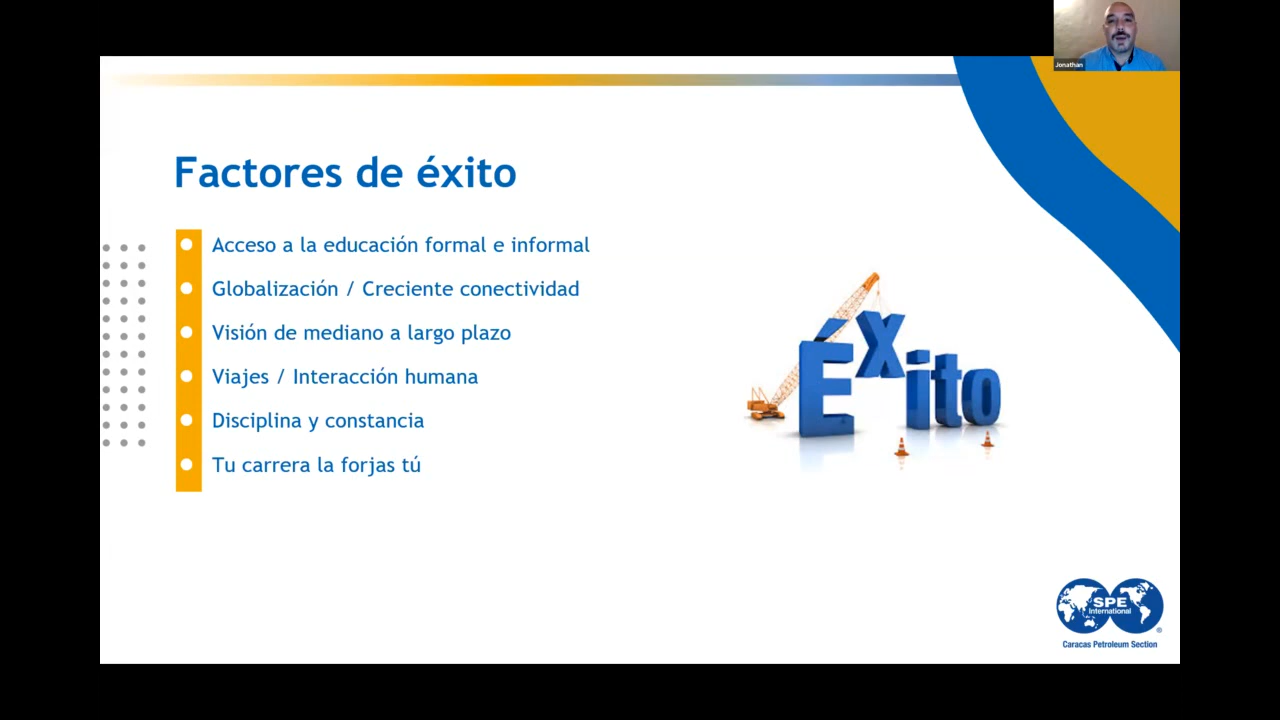 Jonathan
Factores de éxito
Acceso a la educación formal e informal
Globalización / Creciente conectividad
Visión de mediano a largo plazo
Viajes / Interacción humana
Disciplina y constancia
Tu carrera la forjas tú
Éxito
SPE
International
®
Caracas Petroleum Section